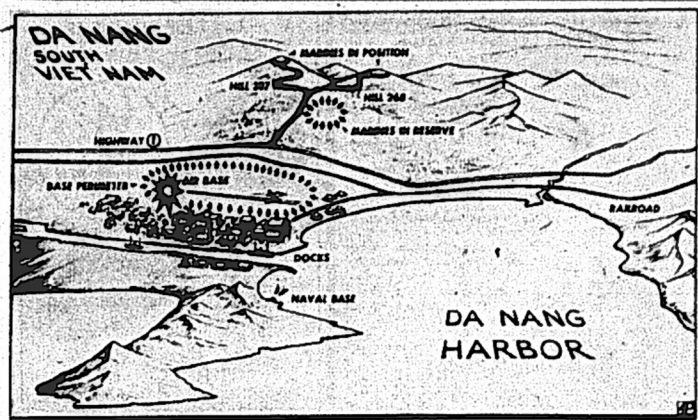 DA NANG
SOUTH
VIET NAM
MARINES IN POSITION
HILL 327
HILL 268
MARINES IN RESERVE
HIGHWAY 1
BASE PERIMETER
AIR BASE
RAILROAD
DOCKS
NAVAL BASE
DA NANG
HARBOR